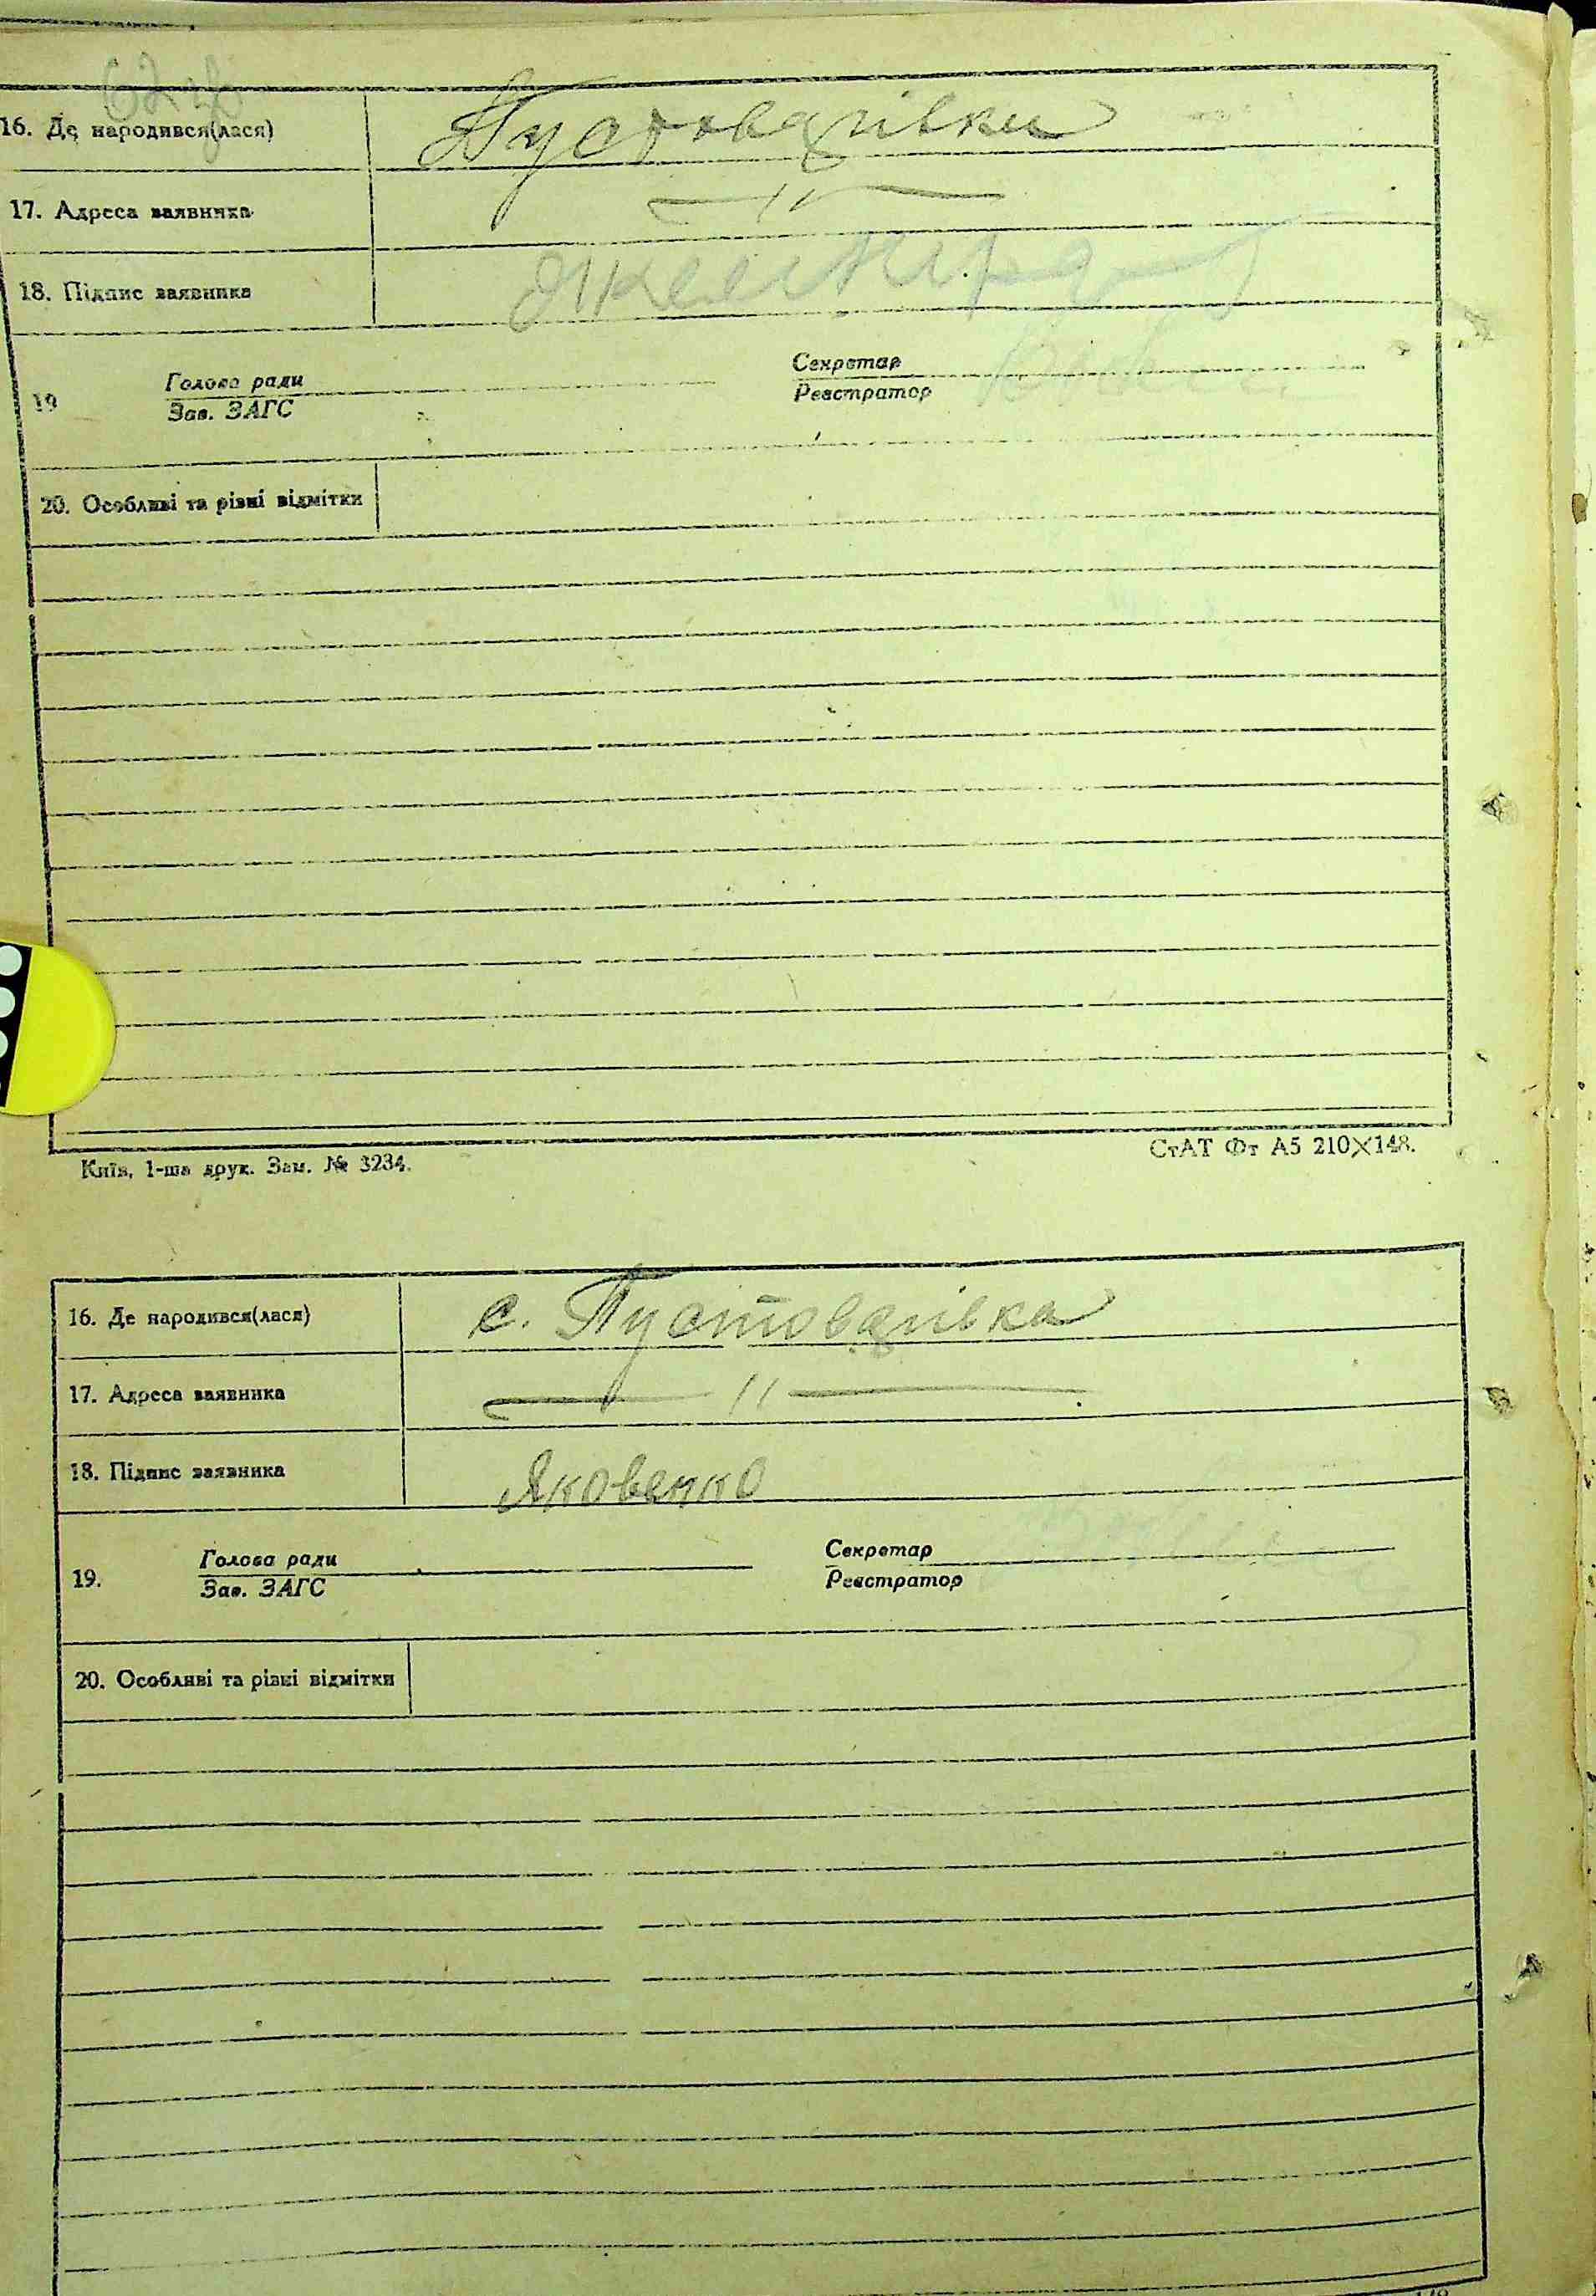 16. Де народився(лася) Пустоварівки
17. Адреса заявника — 〃 —
18. Підпис заявника
Секретар
Голова ради
Реєстратор
19
Зав. ЗАГС
20. Особливі та різні відмітки
Київ, 1-ша друк. Зам. № 3234.
СтАТ Фт А5 210×148.
16. Де народився(лася) с. Пустоварівка
17. Адреса заявника — 〃 —
18. Підпис заявника Яковенко
Секретар
Голова ради
19.
Реєстратор
Зав. ЗАГС
20. Особливі та різні відмітки